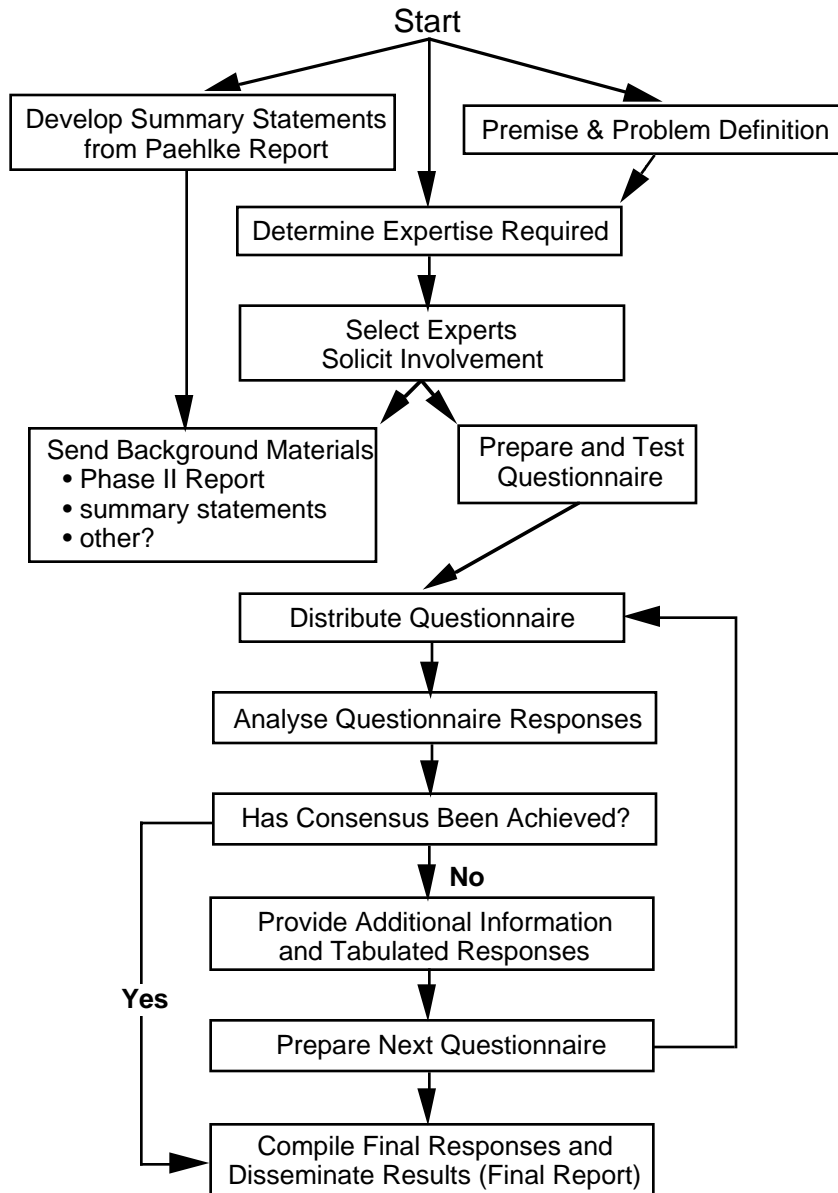 Start
Develop Summary Statements
from Paehlke Report
Premise & Problem Definition
Determine Expertise Required
Select Experts
Solicit Involvement
Send Background Materials
• Phase II Report
• summary statements
• other?
Prepare and Test
Questionnaire
Distribute Questionnaire
Analyse Questionnaire Responses
Has Consensus Been Achieved?
No
Provide Additional Information
and Tabulated Responses
Yes
Prepare Next Questionnaire
Compile Final Responses and
Disseminate Results (Final Report)